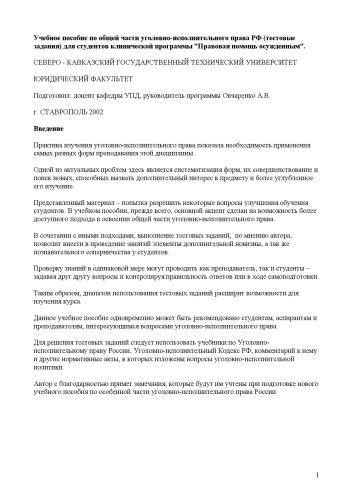 Учебное пособие по общей части уголовно-исполнительного права РФ (тестовые
задания) для студентов клинической программы "Правовая помощь осужденным".
СЕВЕРО - КАВКАЗСКИЙ ГОСУДАРСТВЕННЫЙ ТЕХНИЧЕСКИЙ УНИВЕРСИТЕТ
ЮРИДИЧЕСКИЙ ФАКУЛЬТЕТ
Подготовил: доцент кафедры УПД, руководитель программы Овчаренко А.В.
г. СТАВРОПОЛЬ 2002
Введение
Практика изучения уголовно-исполнительного права показала необходимость применения
самых разных форм преподавания этой дисциплины.
Одной из актуальных проблем здесь является систематизация форм, их совершенствование и
поиск новых, способных вызвать дополнительный интерес к предмету и более углубленное
его изучение.
Представленный материал – попытка разрешить некоторые вопросы улучшения обучения
студентов. В учебном пособии, прежде всего, основной акцент сделан на возможность более
доступного подхода в освоении общей части уголовно-исполнительного права.
В сочетании с иными подходами, выполнение тестовых заданий, по мнению автора,
позволит внести в проведение занятий элементы дополнительной новизны, а так же
познавательного соперничества у студентов.
Проверку знаний в одинаковой мере могут проводить как преподаватель, так и студенты –
задавая друг другу вопросы и контролируя правильность ответов или в ходе самоподготовки.
Таким образом, диапазон использования тестовых заданий расширит возможности для
изучения курса.
Данное учебное пособие одновременно может быть рекомендовано студентам, аспирантам и
преподавателям, интересующимся вопросами уголовно-исполнительного права.
Для решения тестовых заданий следует использовать учебники по Уголовно-
исполнительному праву России, Уголовно-исполнительный Кодекс РФ, комментарий к нему
и другие нормативные акты, в которых изложены вопросы уголовно-исполнительной
политики.
Автор с благодарностью примет замечания, которые будут им учтены при подготовке нового
учебного пособия по особенной части уголовно-исполнительного права России.
1